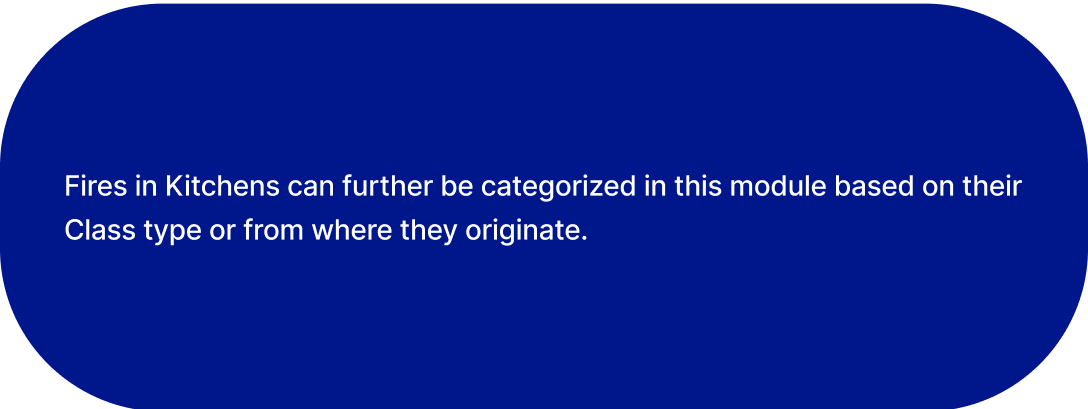 Fires in Kitchens can further be categorized in this module based on their
Class type or from where they originate.